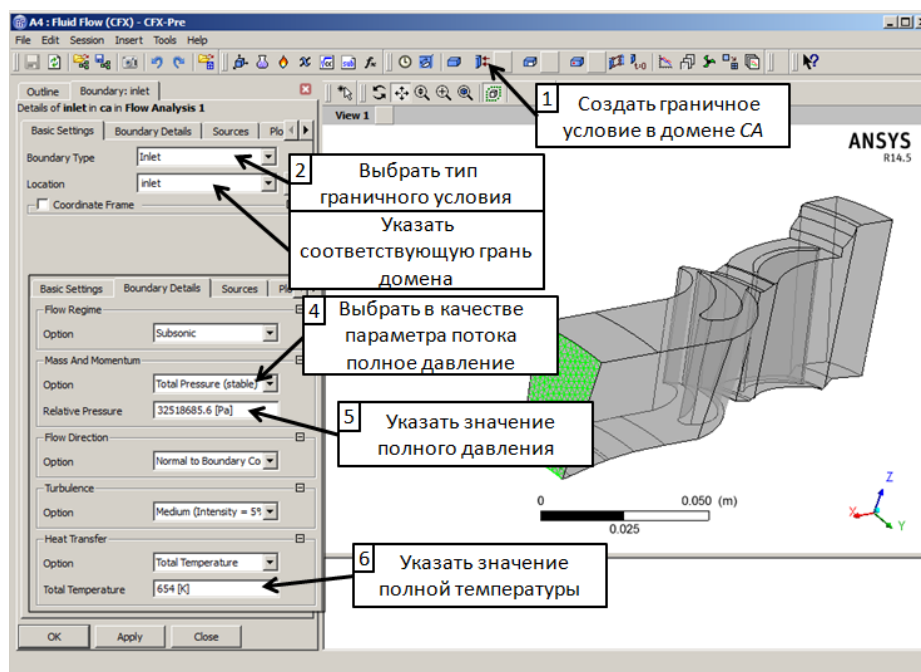 A4 : Fluid Flow (CFX) - CFX-Pre
File Edit Session Insert Tools Help
Outline Boundary: inlet
Details of inlet in ca in Flow Analysis 1
Basic Settings Boundary Details Sources Plo
Boundary Type Inlet
Location inlet
Coordinate Frame
View 1
1 Создать граничное
условие в домене CA
ANSYS
R14.5
2 Выбрать тип
граничного условия
Указать
соответствующую грань
домена
Basic Settings Boundary Details Sources
Flow Regime
Option Subsonic
4 Выбрать в качестве
параметра потока
полное давление
Mass And Momentum
Option Total Pressure (stable)
Relative Pressure 32518685.6 [Pa]
5 Указать значение
полного давления
Flow Direction
Option Normal to Boundary Co
Turbulence
Option Medium (Intensity = 5%
Heat Transfer
Option Total Temperature
Total Temperature 654 [K]
6 Указать значение
полной температуры
0 0.050 (m)
0.025
Z
X
Y
OK Apply Close